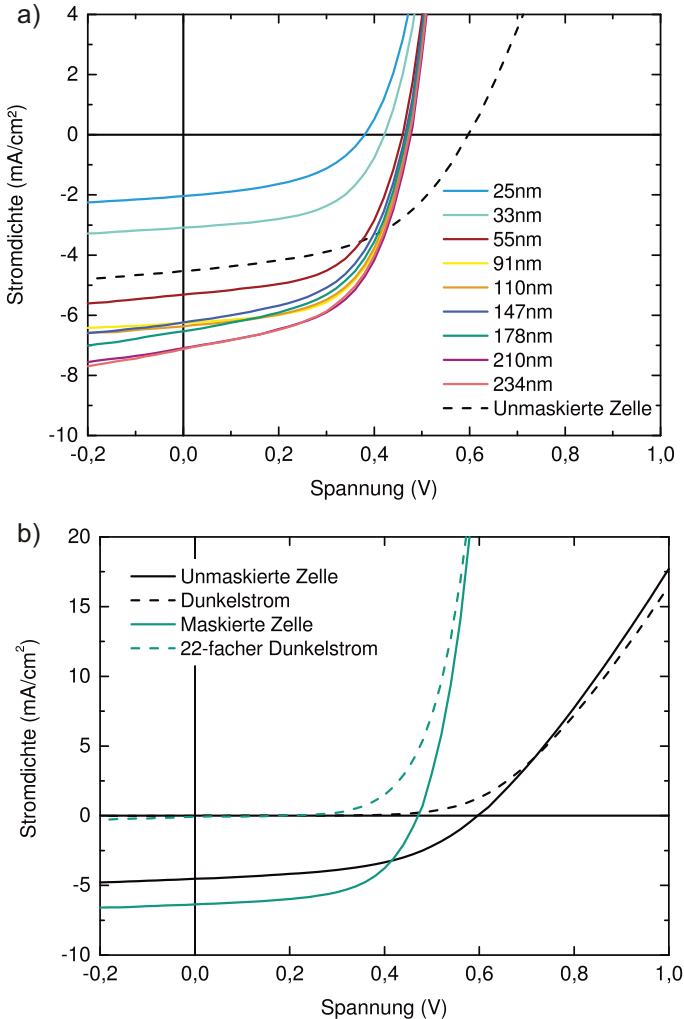 a)
4
2
0
-2
-4
-6
-8
-10
Stromdichte (mA/cm²)
25nm
33nm
55nm
91nm
110nm
147nm
178nm
210nm
234nm
Unmaskierte Zelle
-0,2 0,0 0,2 0,4 0,6 0,8 1,0
Spannung (V)
b)
20
15
10
5
0
-5
-10
Stromdichte (mA/cm²)
Unmaskierte Zelle
Dunkelstrom
Maskierte Zelle
22-facher Dunkelstrom
-0,2 0,0 0,2 0,4 0,6 0,8 1,0
Spannung (V)